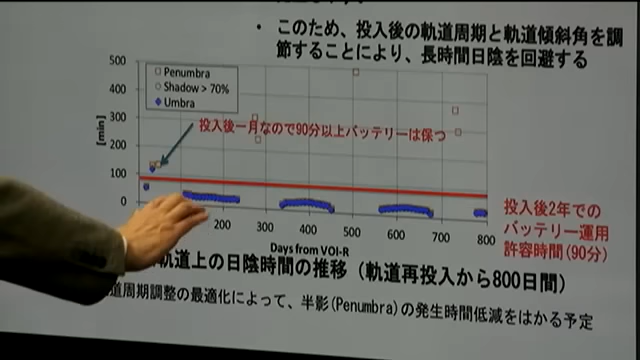 • このため、投入後の軌道周期と軌道傾斜角を調
節することにより、長時間日陰を回避する
500
400
300
200
100
0
[min]
Penumbra
Shadow > 70%
Umbra
投入後一月なので90分以上バッテリーは保つ
200
300
400
500
600
700
800
Days from VOI-R
投入後2年での
バッテリー運用
許容時間(90分)
軌道上の日陰時間の推移（軌道再投入から800日間）
道周期調整の最適化によって、半影(Penumbra)の発生時間低減をはかる予定